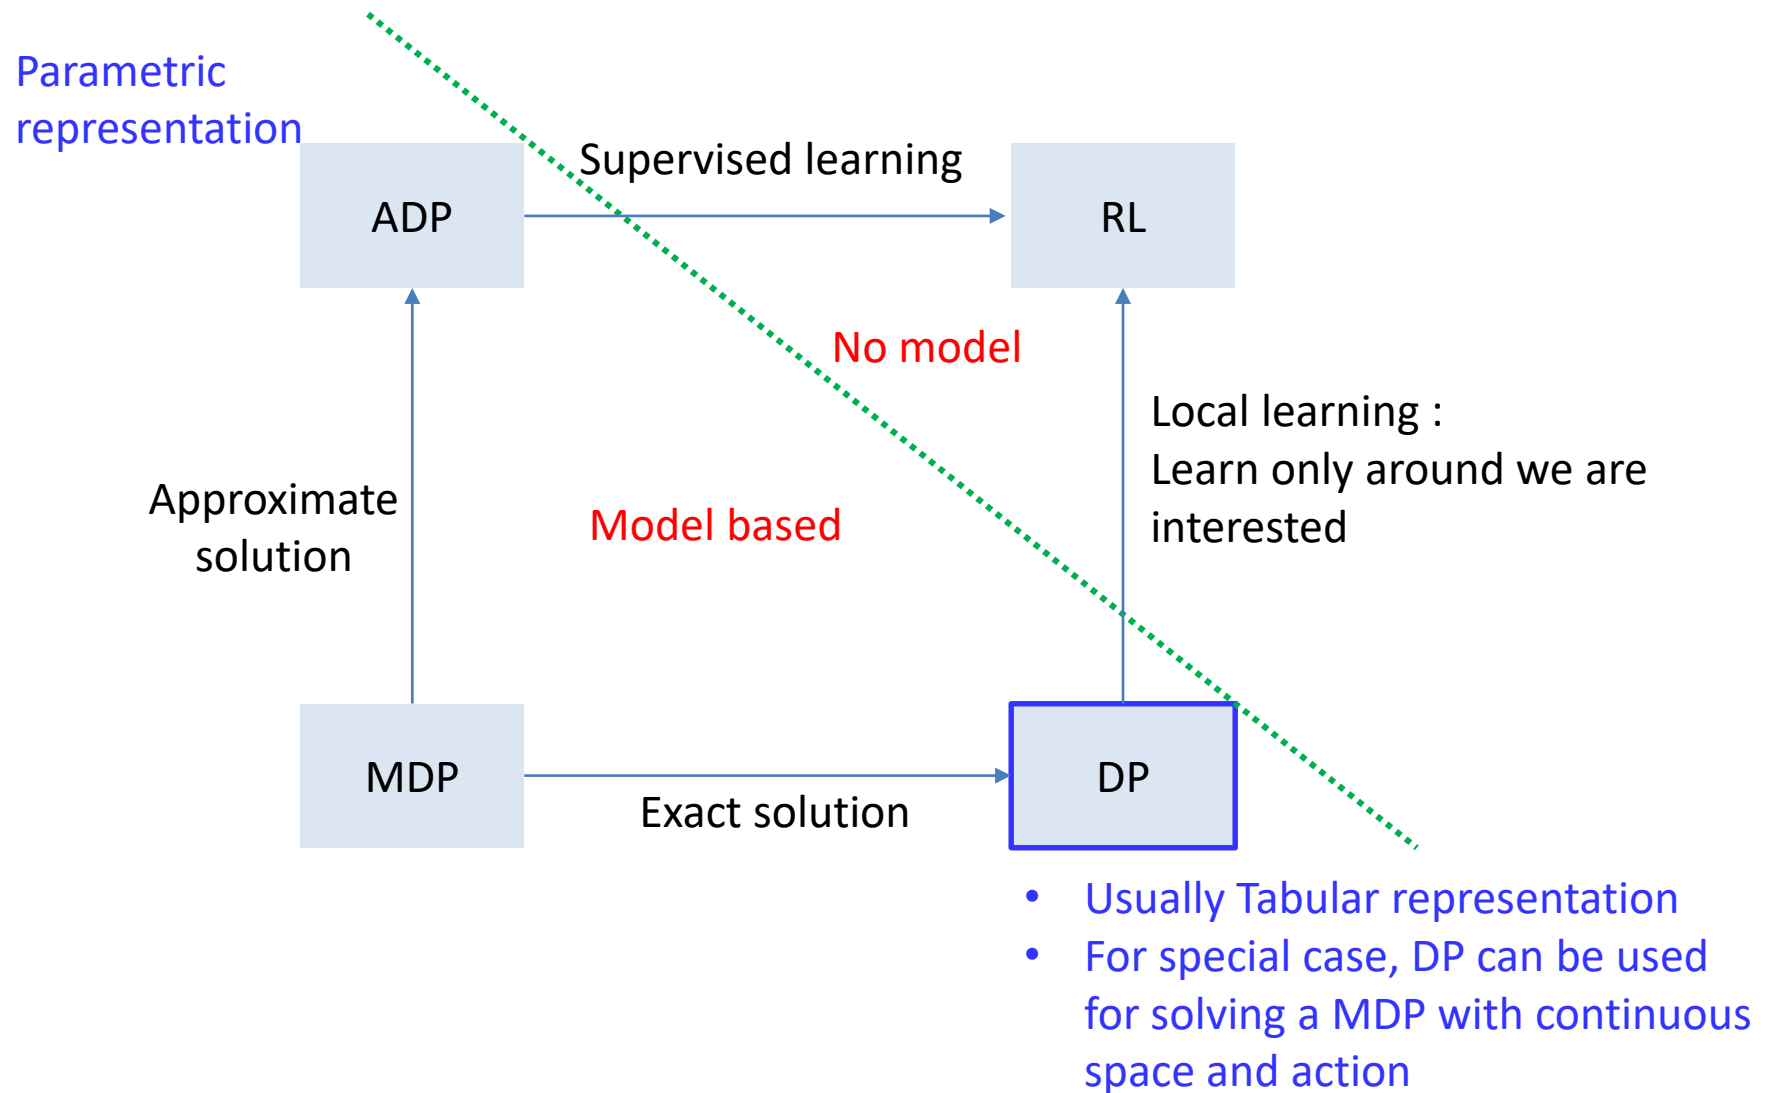 Parametric
representation
Supervised learning
ADP
RL
No model
Local learning :
Learn only around we are
interested
Approximate
solution
Model based
MDP
DP
Exact solution
• Usually Tabular representation
• For special case, DP can be used
for solving a MDP with continuous
space and action